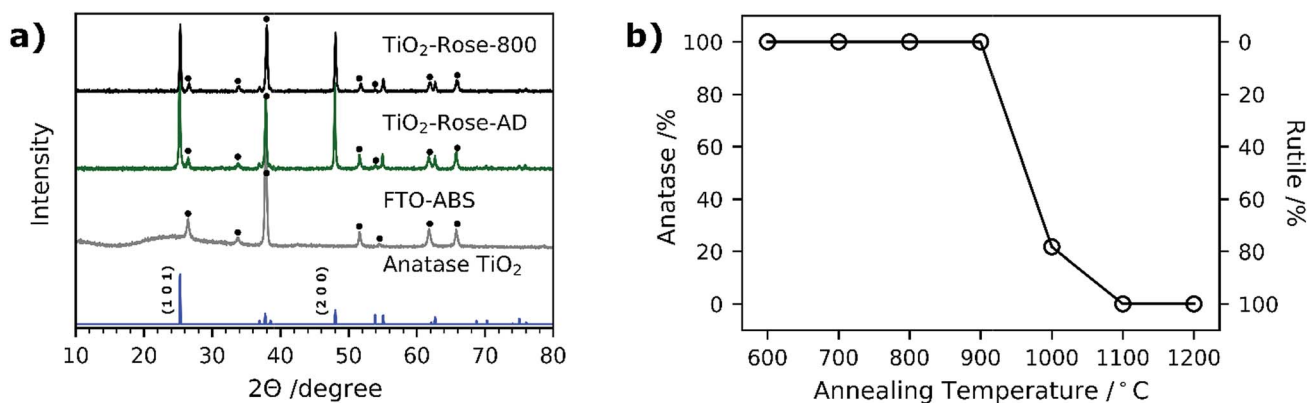 a)
TiO2-Rose-800
TiO2-Rose-AD
FTO-ABS
Anatase TiO2
(1 0 1)
(2 0 0)
Intensity
10 20 30 40 50 60 70 80
2Θ /degree
b)
100 0
80 20
60 40
40 60
20 80
0 100
Anatase /%
Rutile /%
600 700 800 900 1000 1100 1200
Annealing Temperature /°C